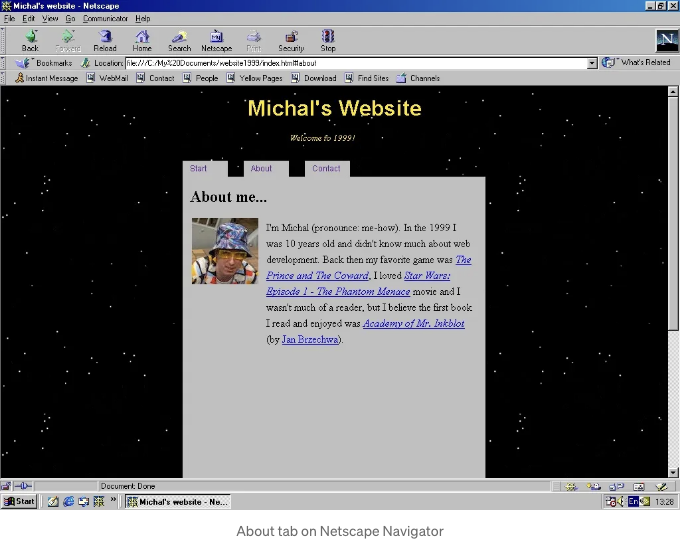 Michal's website - Netscape
File Edit View Go Communicator Help
Back Forward Reload Home Search Netscape Print Security Stop
Bookmarks Location: file:///C:/My%20Documents/website1999/index.html#about What's Related
Instant Message WebMail Contact People Yellow Pages Download Find Sites Channels
Michal's Website
Welcome to 1999!
Start About Contact
About me...
I'm Michal (pronounce: me-how). In the 1999 I
was 10 years old and didn't know much about web
development. Back then my favorite game was The
Prince and The Coward, I loved Star Wars:
Episode 1 - The Phantom Menace movie and I
wasn't much of a reader, but I believe the first book
I read and enjoyed was Academy of Mr. Inkblot
(by Jan Brzechwa).
Document: Done
Start » Michal's website - Ne... En 13:28
About tab on Netscape Navigator